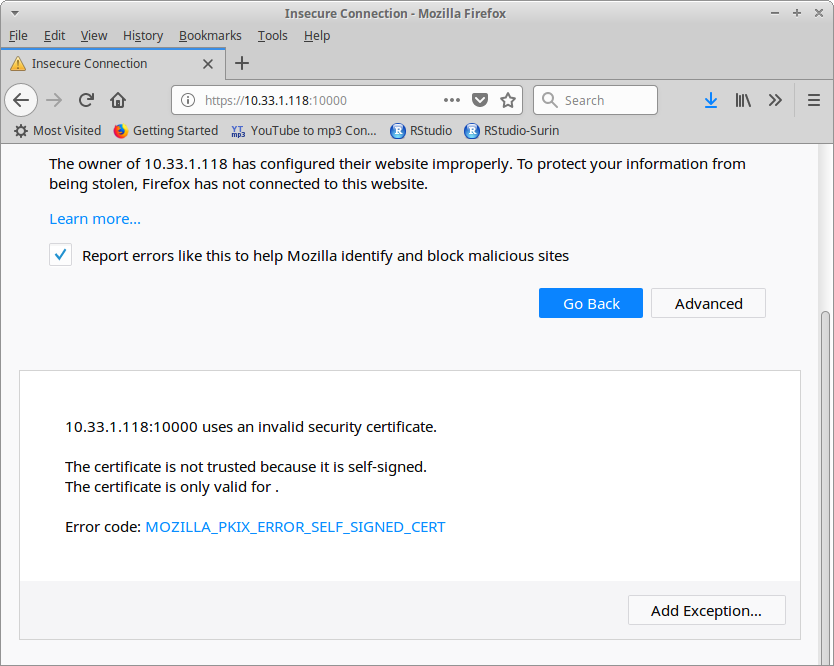 Insecure Connection - Mozilla Firefox
File Edit View History Bookmarks Tools Help
Insecure Connection
https://10.33.1.118:10000
Search
Most Visited Getting Started YouTube to mp3 Con... RStudio RStudio-Surin
The owner of 10.33.1.118 has configured their website improperly. To protect your information from
being stolen, Firefox has not connected to this website.
Learn more...
Report errors like this to help Mozilla identify and block malicious sites
Go Back Advanced
10.33.1.118:10000 uses an invalid security certificate.
The certificate is not trusted because it is self-signed.
The certificate is only valid for .
Error code: MOZILLA_PKIX_ERROR_SELF_SIGNED_CERT
Add Exception...